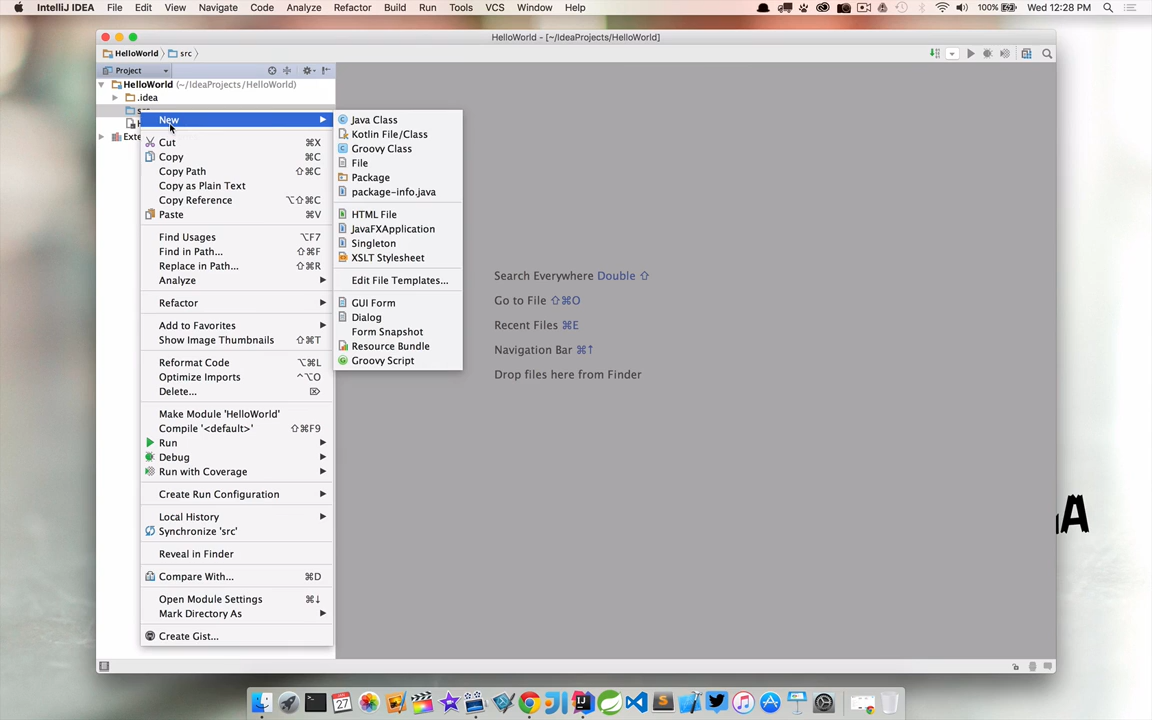 IntelliJ IDEA File Edit View Navigate Code Analyze Refactor Build Run Tools VCS Window Help 100% Wed 12:28 PM
HelloWorld - [~/IdeaProjects/HelloWorld]
HelloWorld src
Project
HelloWorld (~/IdeaProjects/HelloWorld)
.idea
New
Cut ⌘X
Copy ⌘C
Copy Path ⇧⌘C
Copy as Plain Text
Copy Reference ⌥⇧⌘C
Paste ⌘V
Find Usages ⌥F7
Find in Path... ⇧⌘F
Replace in Path... ⇧⌘R
Analyze
Refactor
Add to Favorites
Show Image Thumbnails ⇧⌘T
Reformat Code ⌥⌘L
Optimize Imports ^⌥O
Delete... ⌦
Make Module 'HelloWorld'
Compile '<default>' ⇧⌘F9
Run
Debug
Run with Coverage
Create Run Configuration
Local History
Synchronize 'src'
Reveal in Finder
Compare With... ⌘D
Open Module Settings ⌘↓
Mark Directory As
Create Gist...
Java Class
Kotlin File/Class
Groovy Class
File
Package
package-info.java
HTML File
JavaFXApplication
Singleton
XSLT Stylesheet
Edit File Templates...
GUI Form
Dialog
Form Snapshot
Resource Bundle
Groovy Script
Search Everywhere Double ⇧
Go to File ⇧⌘O
Recent Files ⌘E
Navigation Bar ⌘↑
Drop files here from Finder
A
27